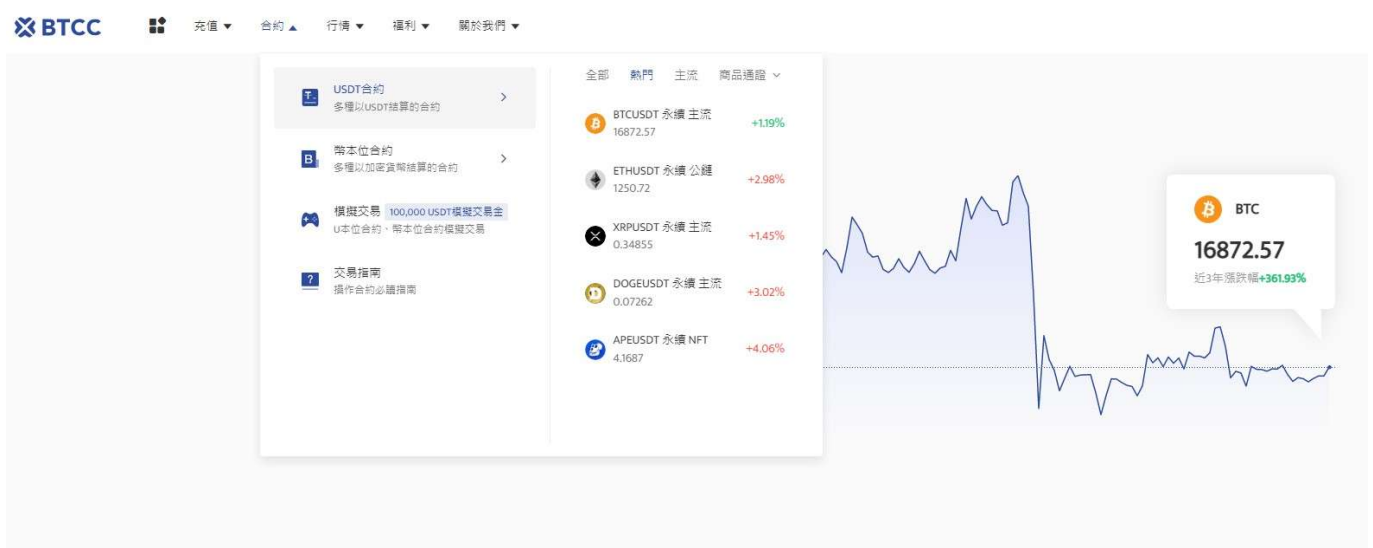 BTCC
充值 ▼ 合約 ▲ 行情 ▼ 福利 ▼ 關於我們 ▼
USDT合約
多種以USDT結算的合約
幣本位合約
多種以加密貨幣結算的合約
模擬交易 100,000 USDT模擬交易金
U本位合約、幣本位合約模擬交易
交易指南
操作合約必讀指南
全部 熱門 主流 商品通證
BTCUSDT 永續 主流
16872.57
+1.19%
ETHUSDT 永續 公鏈
1250.72
+2.98%
XRPUSDT 永續 主流
0.34855
+1.45%
DOGEUSDT 永續 主流
0.07262
+3.02%
APEUSDT 永續 NFT
4.1687
+4.06%
BTC
16872.57
近3年漲跌幅+361.93%